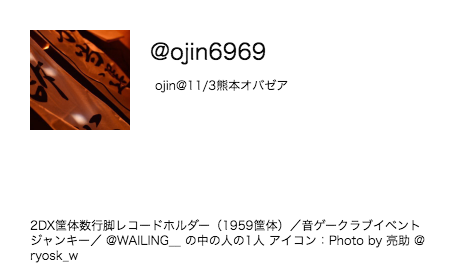 @ojin6969
ojin@11/3熊本オバゼア
2DX筐体数行脚レコードホルダー（1959筐体）／音ゲークラブイベント
ジャンキー／ @WAILING__ の中の人の1人 アイコン：Photo by 亮助 @
ryosk_w